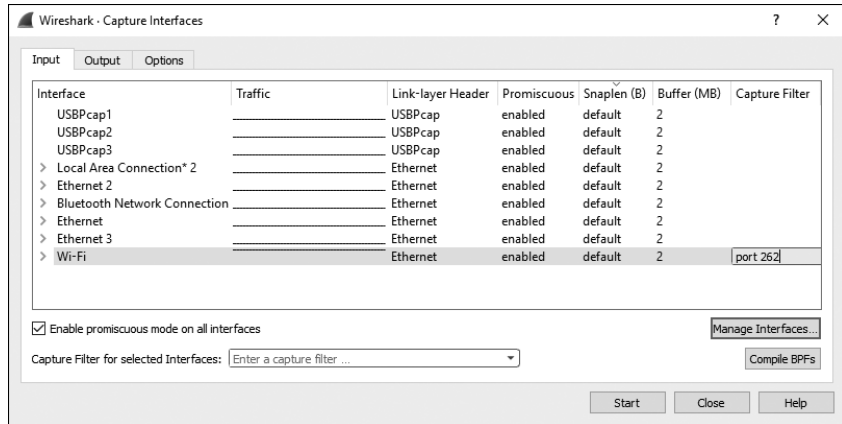 Wireshark · Capture Interfaces ? X
Input Output Options
Interface Traffic Link-layer Header Promiscuous Snaplen (B) Buffer (MB) Capture Filter
USBPcap1 USBPcap enabled default 2
USBPcap2 USBPcap enabled default 2
USBPcap3 USBPcap enabled default 2
Local Area Connection* 2 Ethernet enabled default 2
Ethernet 2 Ethernet enabled default 2
Bluetooth Network Connection Ethernet enabled default 2
Ethernet Ethernet enabled default 2
Ethernet 3 Ethernet enabled default 2
Wi-Fi Ethernet enabled default 2 port 262
Enable promiscuous mode on all interfaces Manage Interfaces...
Capture Filter for selected Interfaces: Enter a capture filter ... Compile BPFs
Start Close Help